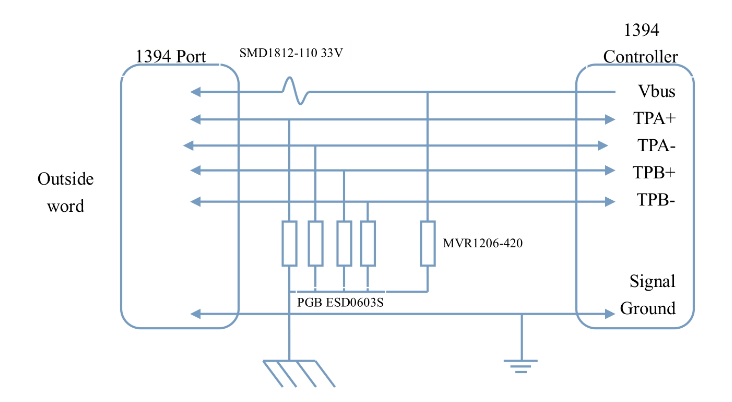 1394 Port
SMD1812-110 33V
1394
Controller
Vbus
TPA+
TPA-
TPB+
TPB-
Outside
word
MVR1206-420
PGB ESD0603S
Signal
Ground